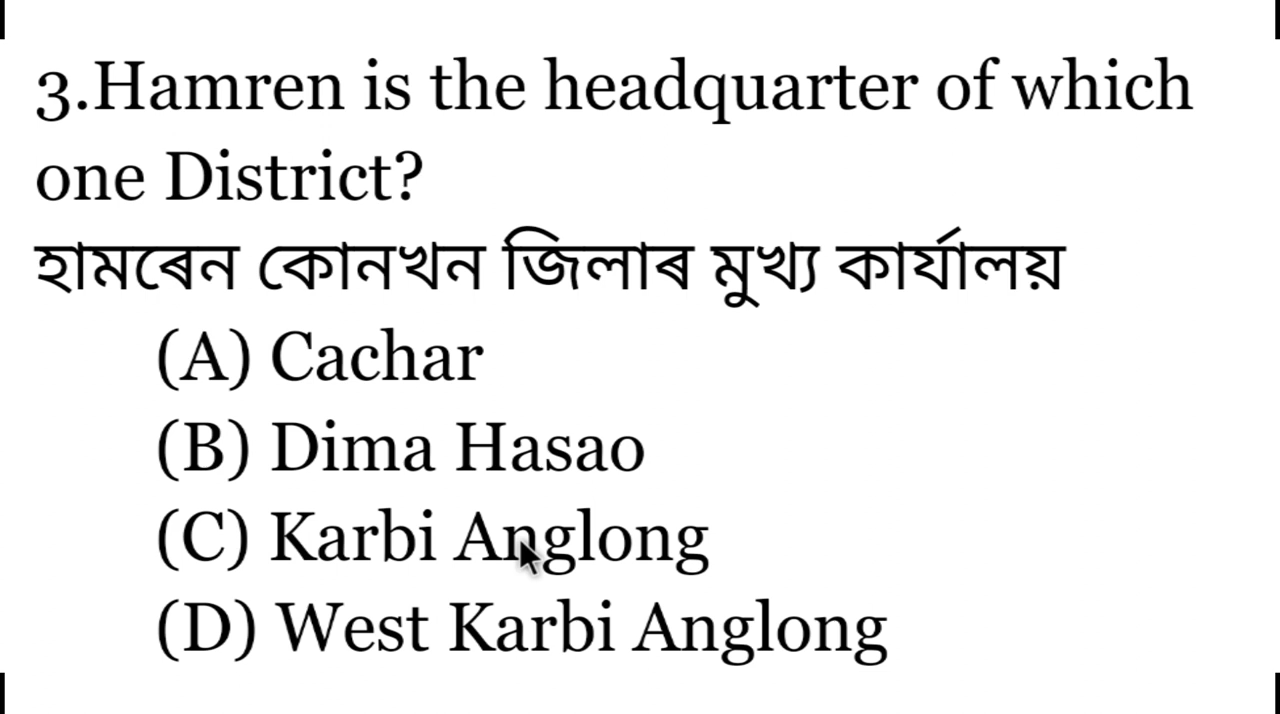 3.Hamren is the headquarter of which
one District?
হামৰেন কোনখন জিলাৰ মুখ্য কাৰ্যালয়
(A) Cachar
(B) Dima Hasao
(C) Karbi Anglong
(D) West Karbi Anglong